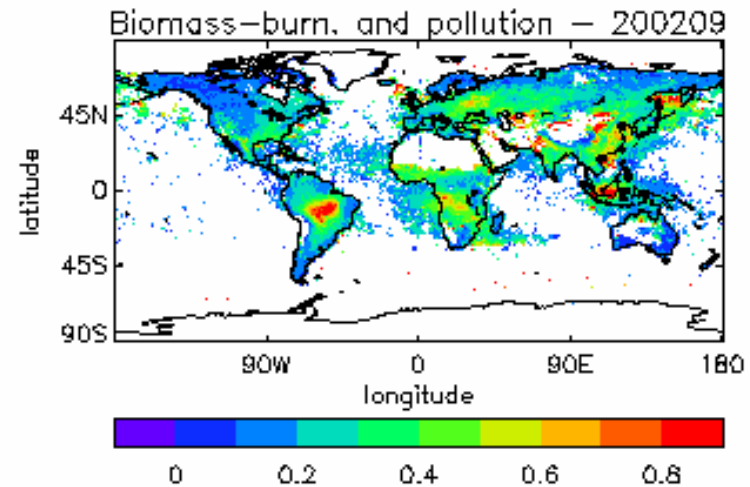 Biomass-burn. and pollution - 200209
45N
latitude
0
45S
90S
90W 0 90E 180
longitude
0 0.2 0.4 0.6 0.8